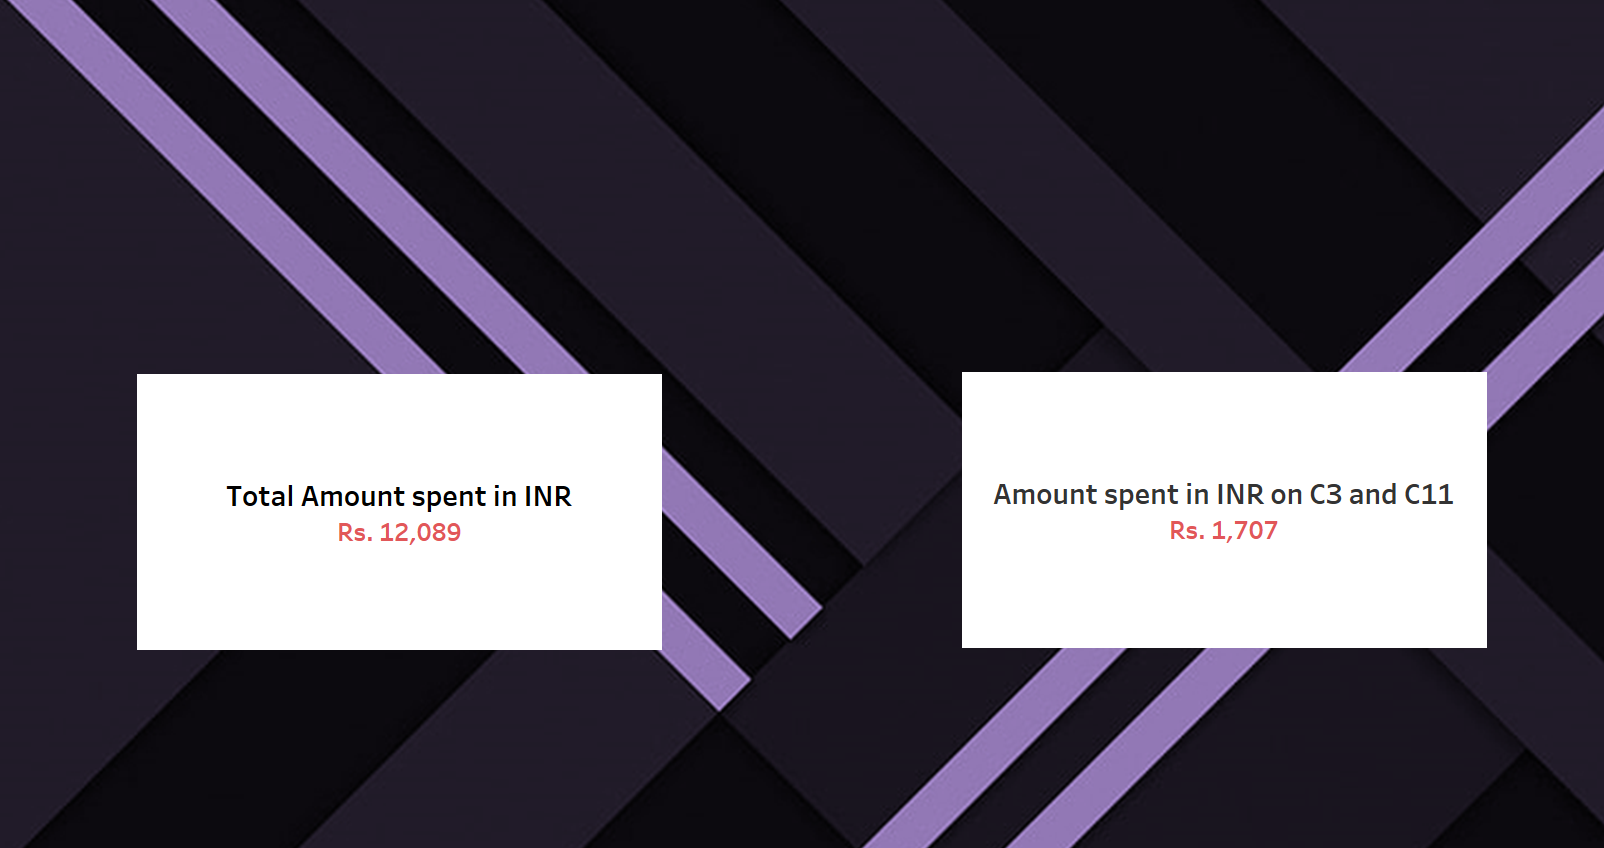 Total Amount spent in INR
Rs. 12,089
Amount spent in INR on C3 and C11
Rs. 1,707